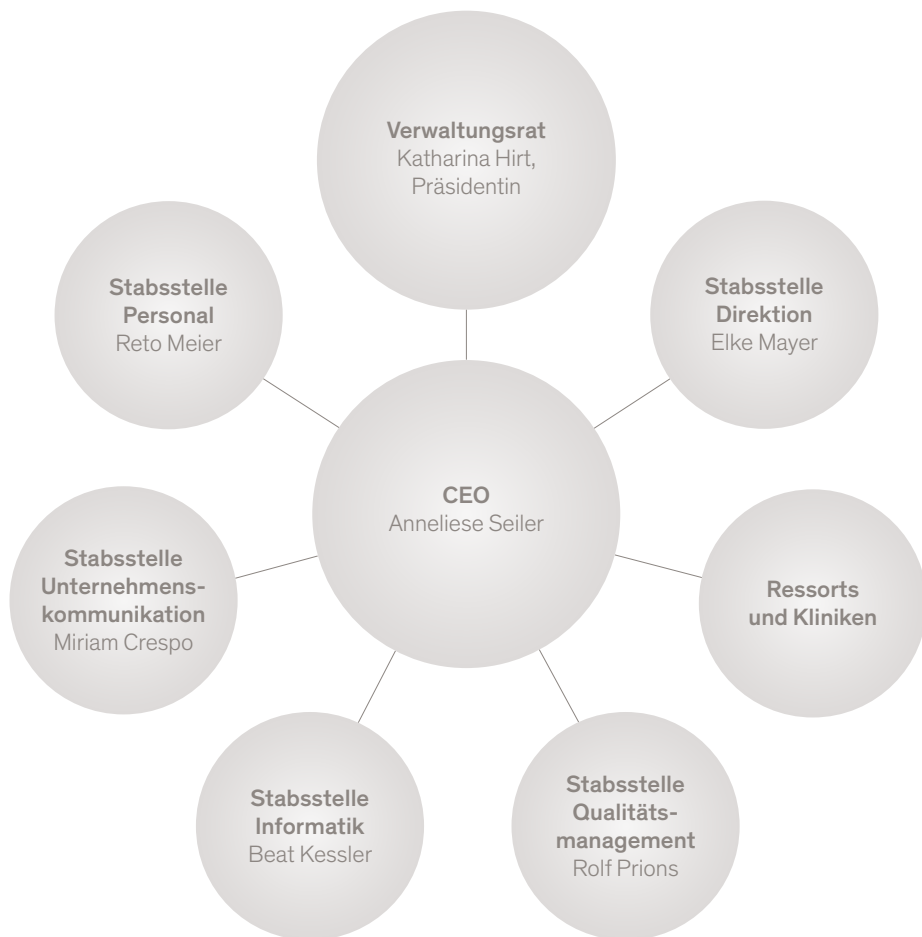 Verwaltungsrat
Katharina Hirt,
Präsidentin
Stabsstelle
Personal
Reto Meier
Stabsstelle
Direktion
Elke Mayer
CEO
Anneliese Seiler
Stabsstelle
Unternehmens-
kommunikation
Miriam Crespo
Ressorts
und Kliniken
Stabsstelle
Informatik
Beat Kessler
Stabsstelle
Qualitäts-
management
Rolf Prions